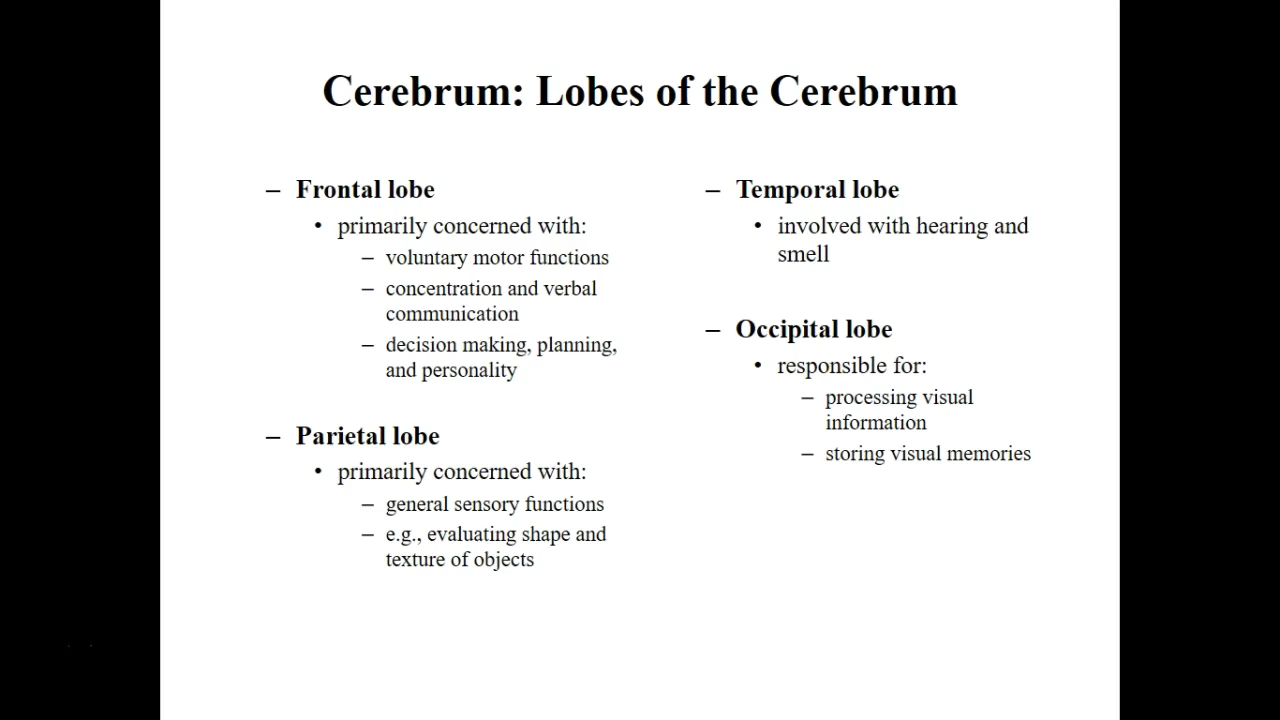 Cerebrum: Lobes of the Cerebrum
– Frontal lobe
• primarily concerned with:
– voluntary motor functions
– concentration and verbal
communication
– decision making, planning,
and personality
– Parietal lobe
• primarily concerned with:
– general sensory functions
– e.g., evaluating shape and
texture of objects
– Temporal lobe
• involved with hearing and
smell
– Occipital lobe
• responsible for:
– processing visual
information
– storing visual memories